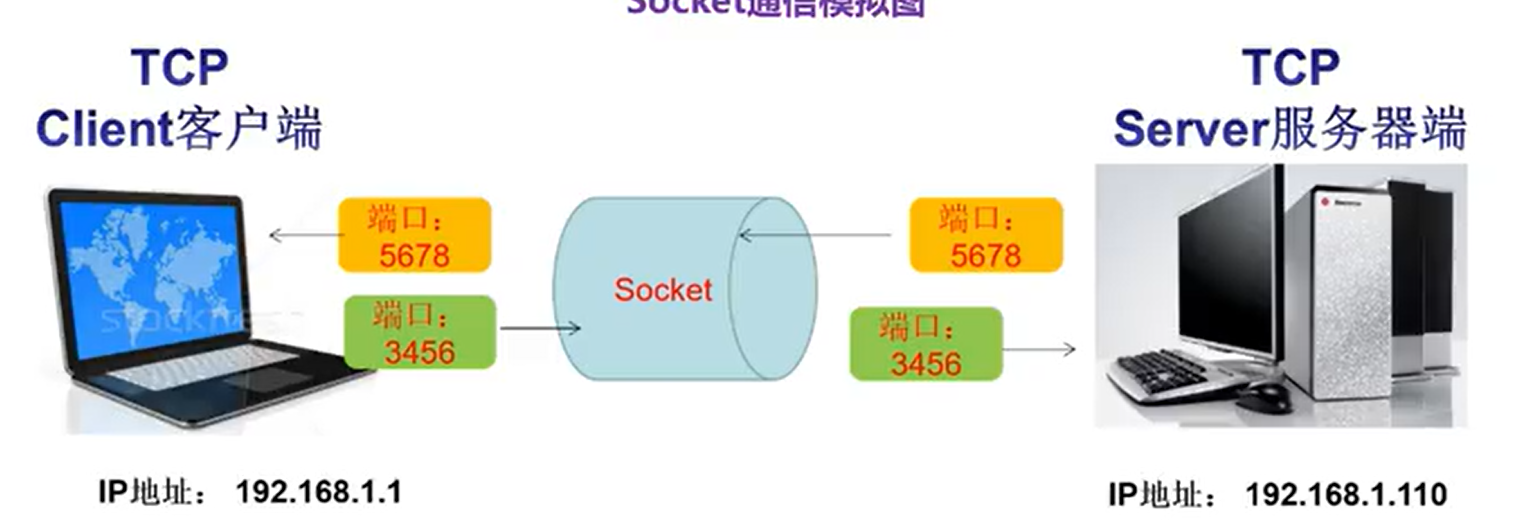 Socket通信模拟图
TCP
Client客户端
TCP
Server服务器端
端口：
5678
端口：
3456
Socket
端口：
5678
端口：
3456
IP地址： 192.168.1.1
IP地址： 192.168.1.110